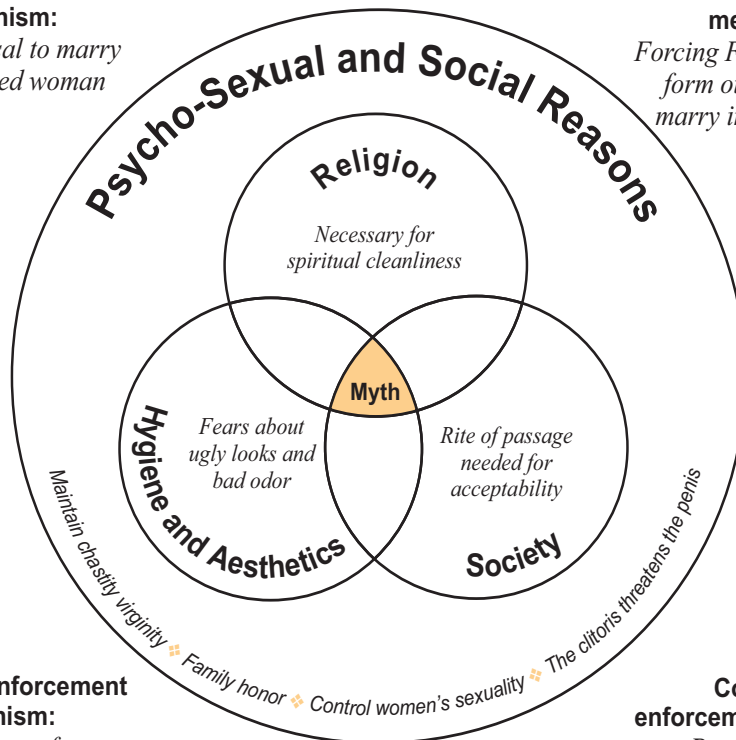 nism:
al to marry
ed woman
me
Forcing F
form o
marry i
Psycho-Sexual and Social Reasons
Religion
Necessary for
spiritual cleanliness
Myth
Hygiene and Aesthetics
Fears about
ugly looks and
bad odor
Rite of passage
needed for
acceptability
Society
Maintain chastity virginity ❖ Family honor ❖ Control women’s sexuality ❖ The clitoris threatens the penis
nforcement
nism:
Co
enforcem